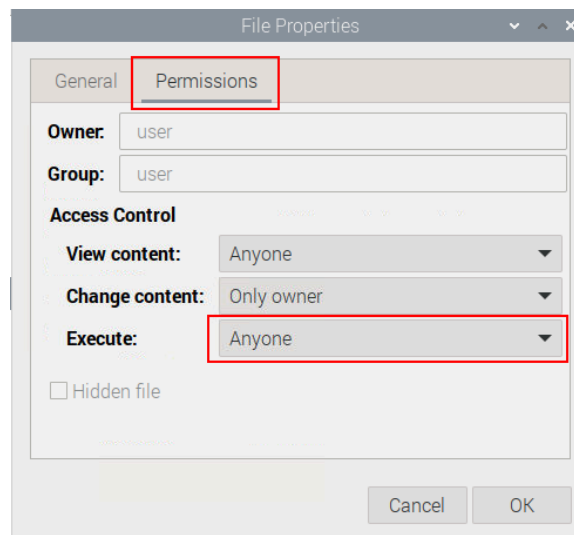 File Properties
General Permissions
Owner: user
Group: user
Access Control
View content: Anyone
Change content: Only owner
Execute: Anyone
Hidden file
Cancel OK